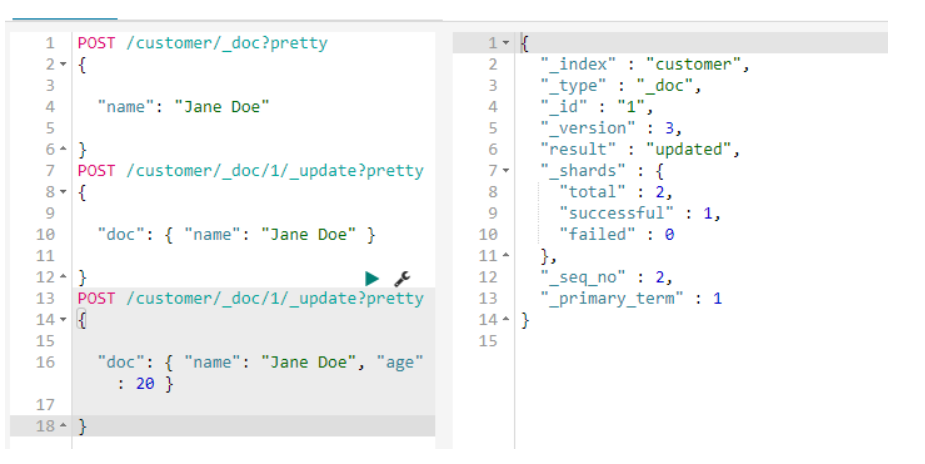 1 POST /customer/_doc?pretty
2 {
3
4 "name": "Jane Doe"
5
6 }
7 POST /customer/_doc/1/_update?pretty
8 {
9
10 "doc": { "name": "Jane Doe" }
11
12 }
13 POST /customer/_doc/1/_update?pretty
14 {
15
16 "doc": { "name": "Jane Doe", "age"
: 20 }
17
18 }
1 {
2 "_index" : "customer",
3 "_type" : "_doc",
4 "_id" : "1",
5 "_version" : 3,
6 "result" : "updated",
7 "_shards" : {
8 "total" : 2,
9 "successful" : 1,
10 "failed" : 0
11 },
12 "_seq_no" : 2,
13 "_primary_term" : 1
14 }
15